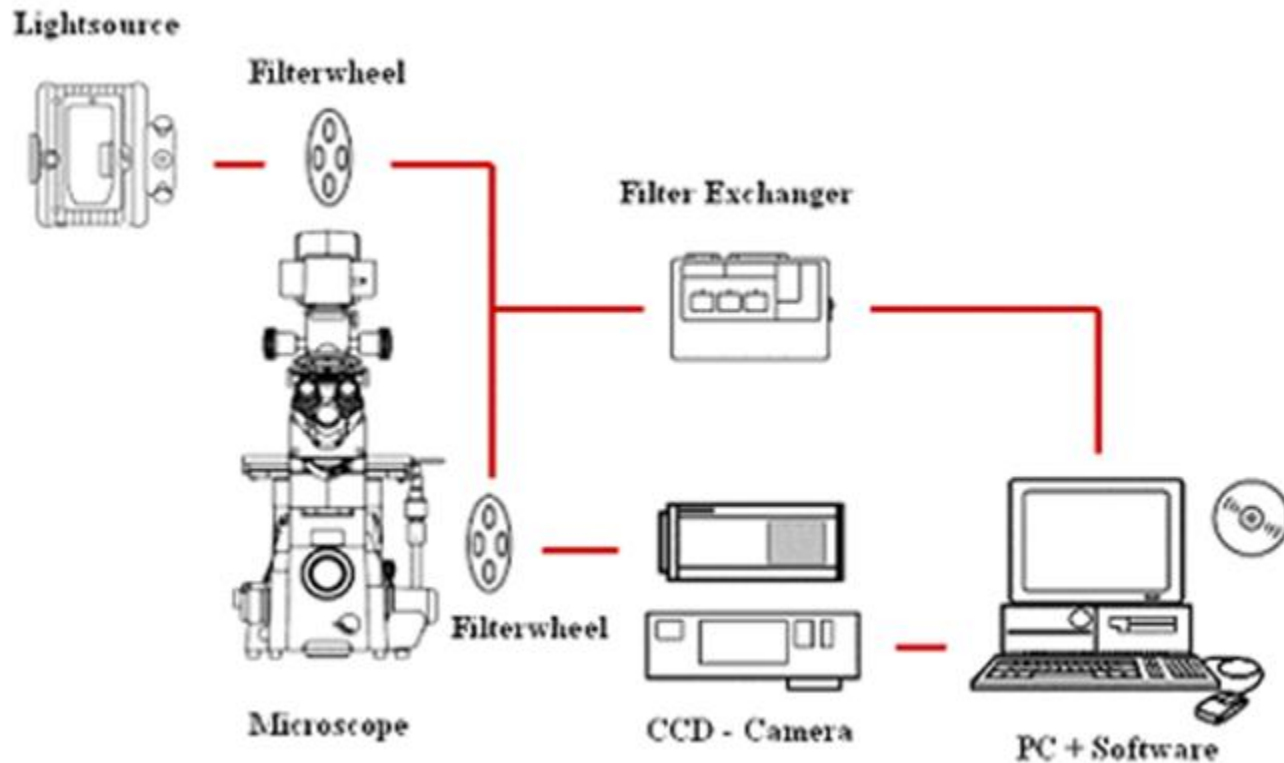 Lightsource
Filterwheel
Filter Exchanger
Filterwheel
Microscope
CCD - Camera
PC + Software